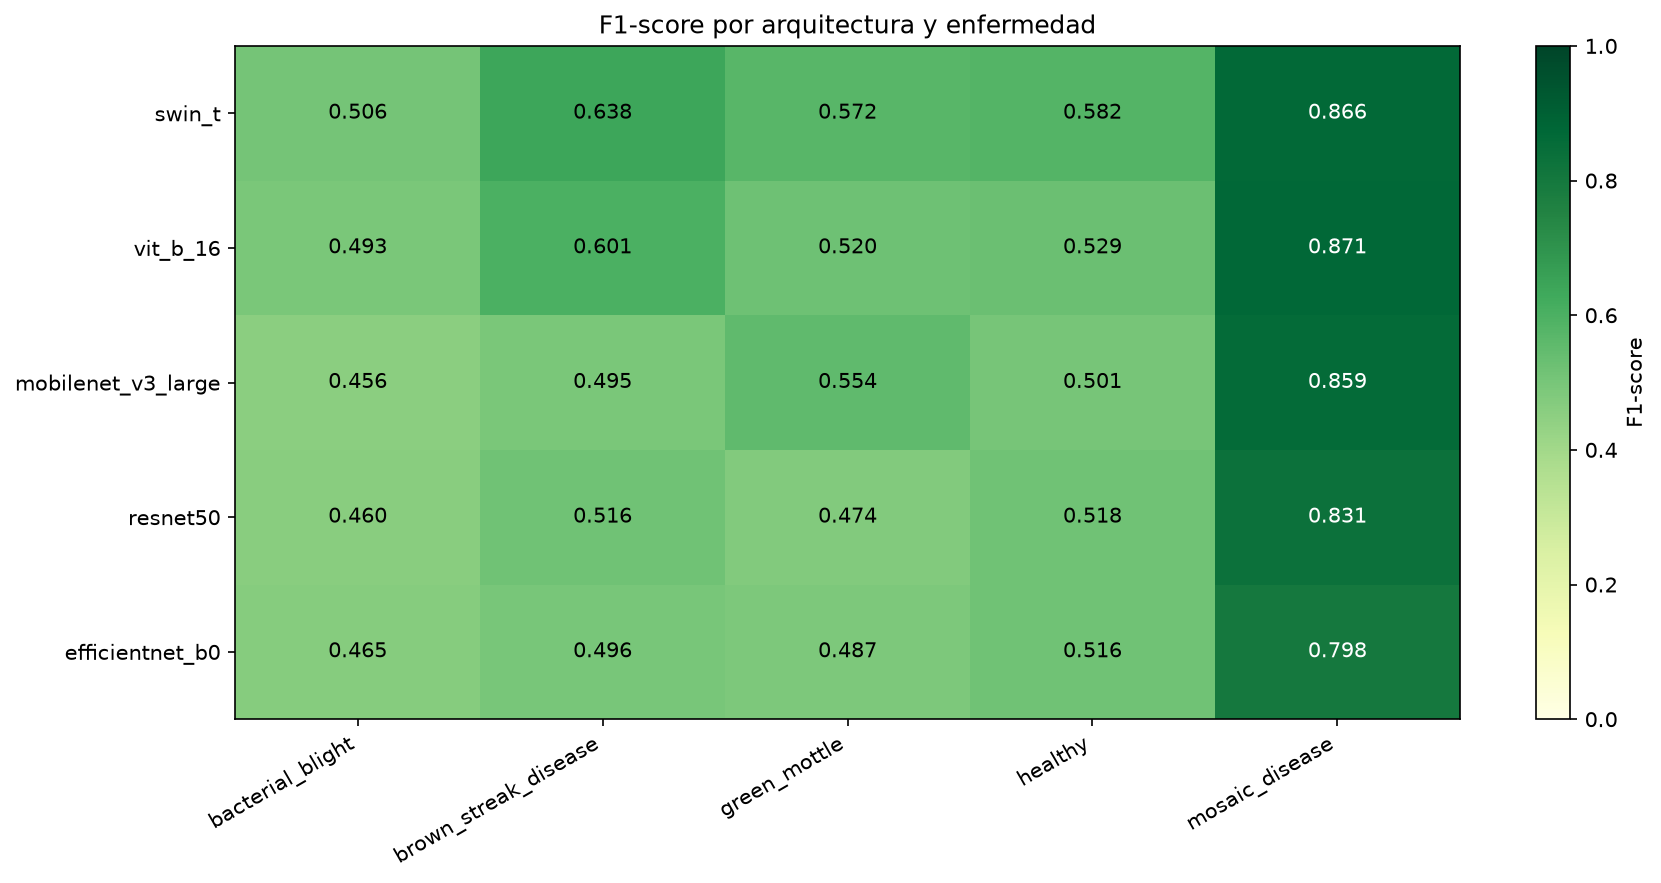 F1-score por arquitectura y enfermedad
swin_t 0.506 0.638 0.572 0.582 0.866
vit_b_16 0.493 0.601 0.520 0.529 0.871
mobilenet_v3_large 0.456 0.495 0.554 0.501 0.859
resnet50 0.460 0.516 0.474 0.518 0.831
efficientnet_b0 0.465 0.496 0.487 0.516 0.798
bacterial_blight
brown_streak_disease
green_mottle
healthy
mosaic_disease
1.0
0.8
0.6
0.4
0.2
0.0
F1-score